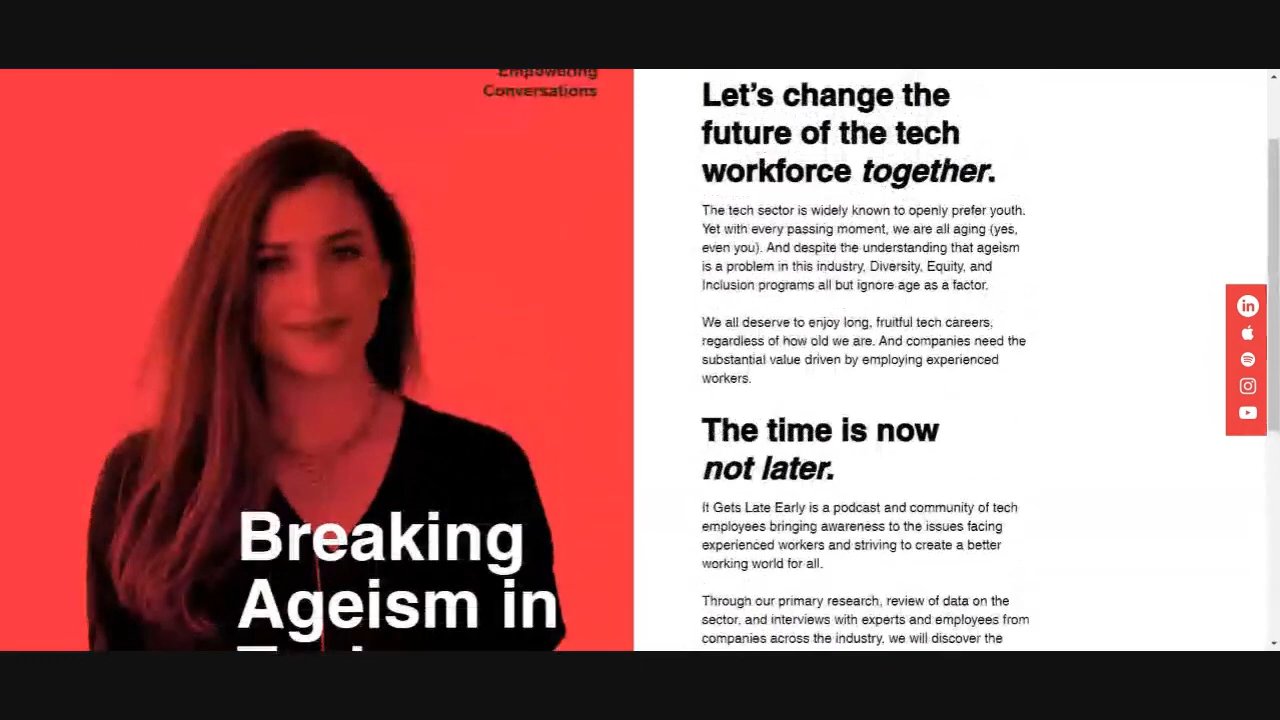 Empowering
Conversations
Breaking
Ageism in
Let's change the
future of the tech
workforce together.
The tech sector is widely known to openly prefer youth.
Yet with every passing moment, we are all aging (yes,
even you). And despite the understanding that ageism
is a problem in this industry, Diversity, Equity, and
Inclusion programs all but ignore age as a factor.
We all deserve to enjoy long, fruitful tech careers,
regardless of how old we are. And companies need the
substantial value driven by employing experienced
workers.
The time is now
not later.
It Gets Late Early is a podcast and community of tech
employees bringing awareness to the issues facing
experienced workers and striving to create a better
working world for all.
Through our primary research, review of data on the
sector, and interviews with experts and employees from
companies across the industry, we will discover the
in